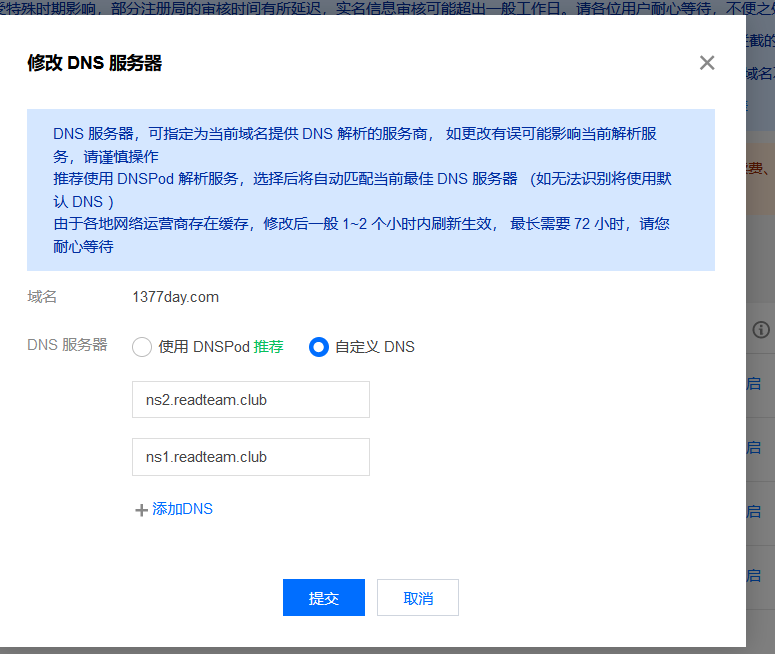 受特殊时期影响，部分注册局的审核时间有所延迟，实名信息审核可能超出一般工作日。请各位用户耐心等待，不便之处
拦截的
修改 DNS 服务器
域名
DNS 服务器，可指定为当前域名提供 DNS 解析的服务商， 如更改有误可能影响当前解析服
务，请谨慎操作
费、
推荐使用 DNSPod 解析服务，选择后将自动匹配当前最佳 DNS 服务器 （如无法识别将使用默
认 DNS ）
由于各地网络运营商存在缓存，修改后一般 1~2 个小时内刷新生效， 最长需要 72 小时，请您
耐心等待
域名 1377day.com
DNS 服务器 使用 DNSPod 推荐 自定义 DNS
启
ns2.readteam.club
启
ns1.readteam.club
添加DNS
启
启
提交 取消